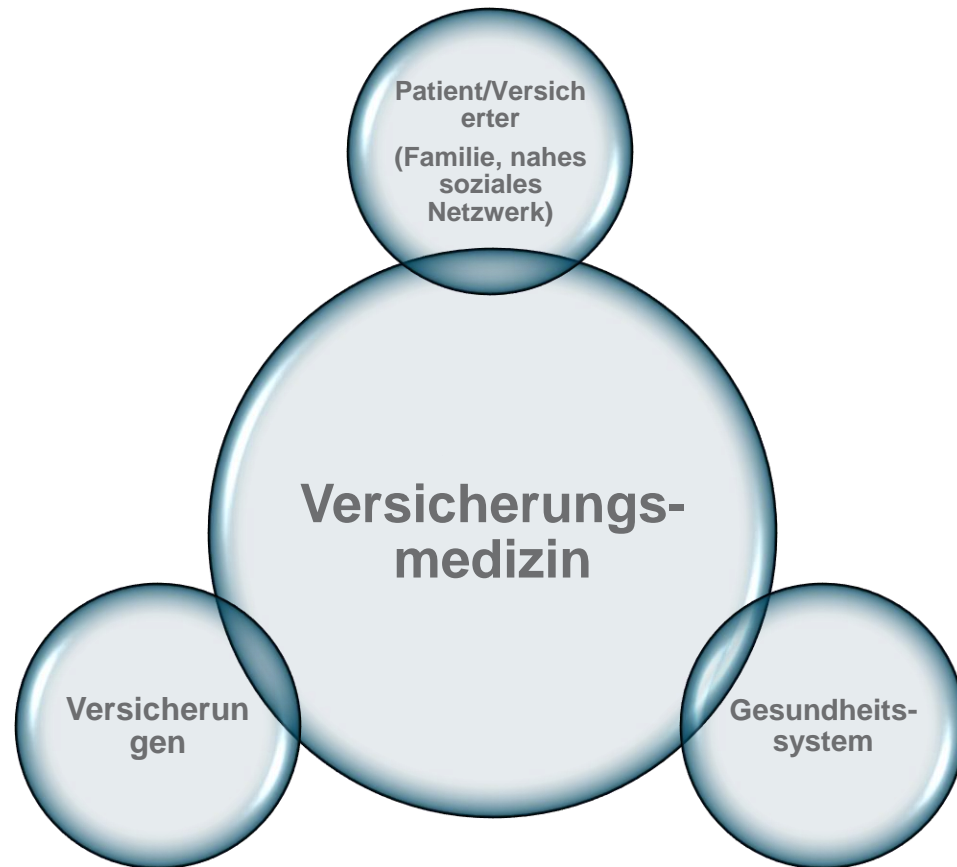 Patient/Versich
erter
(Familie, nahes
soziales
Netzwerk)
Versicherungs-
medizin
Versicherun
gen
Gesundheits-
system